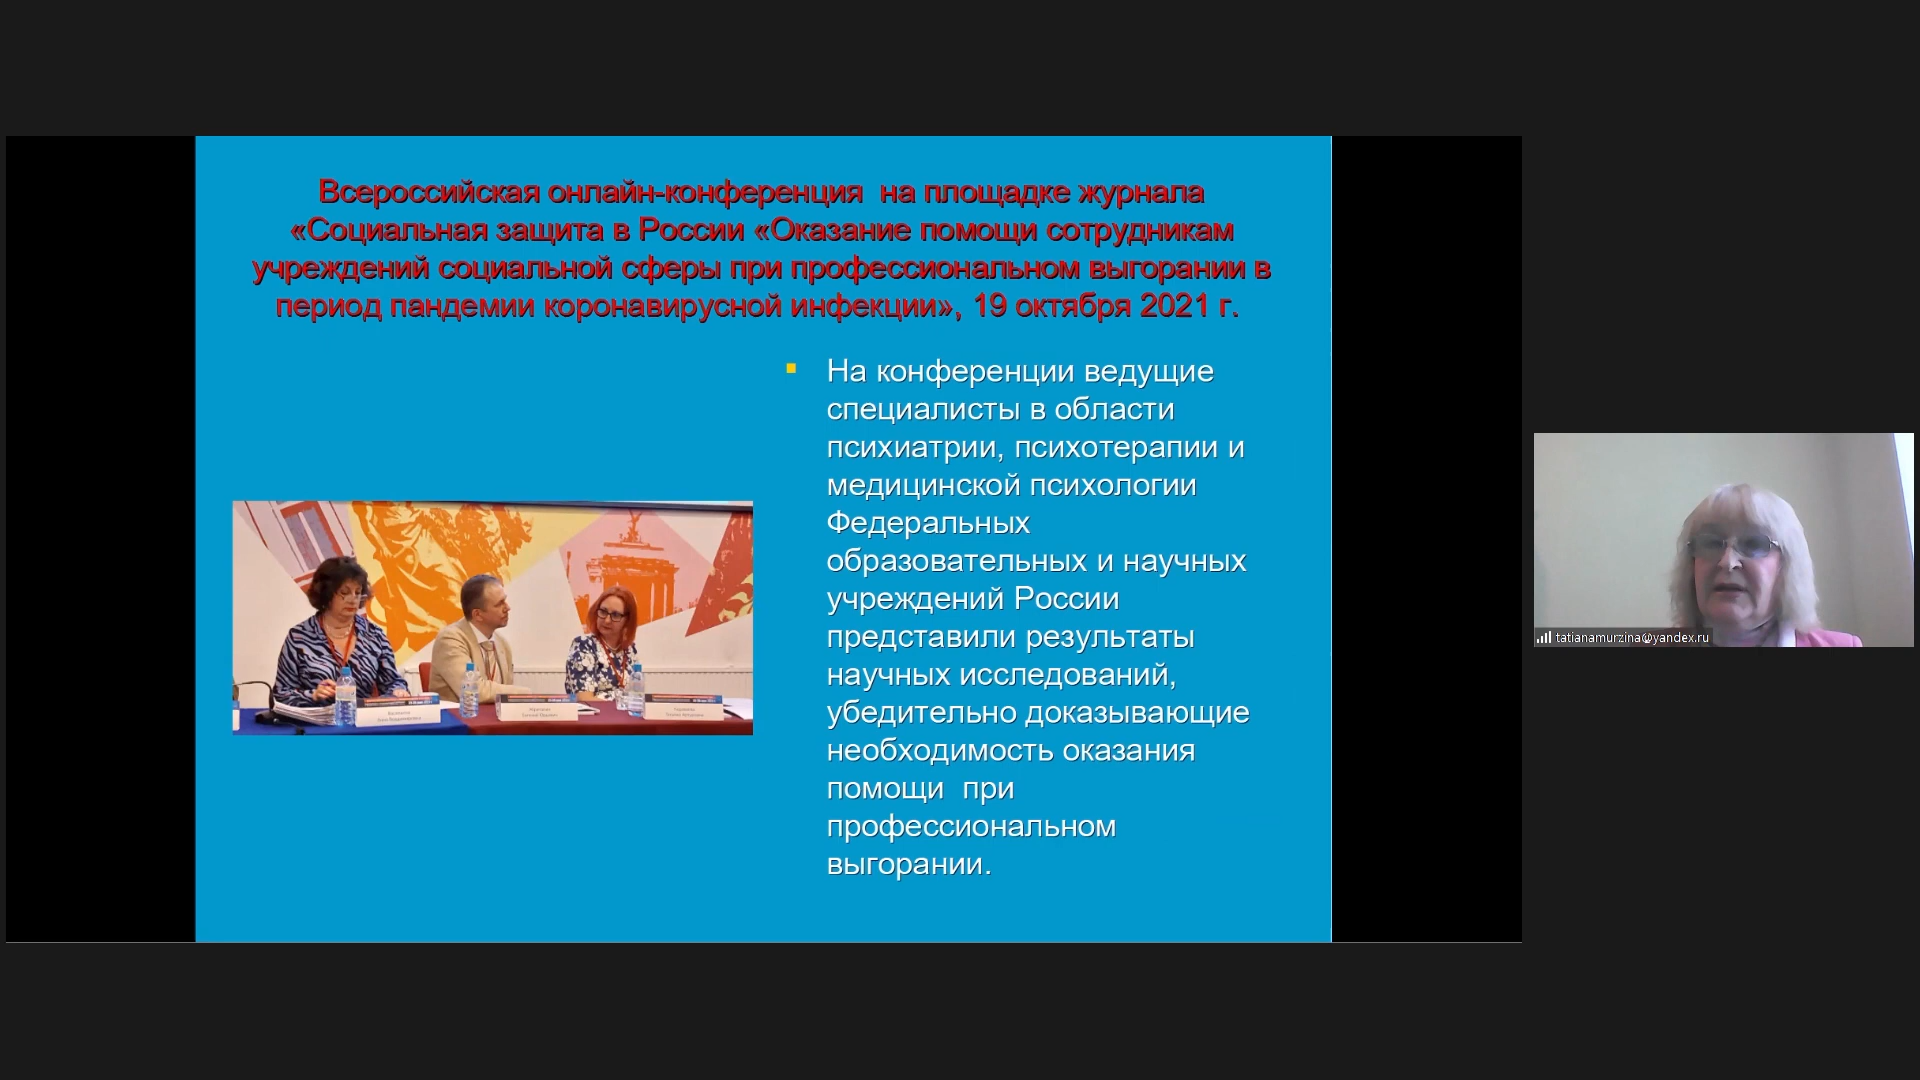 Всероссийская онлайн-конференция на площадке журнала
«Социальная защита в России «Оказание помощи сотрудникам
учреждений социальной сферы при профессиональном выгорании в
период пандемии коронавирусной инфекции», 19 октября 2021 г.
На конференции ведущие
специалисты в области
психиатрии, психотерапии и
медицинской психологии
Федеральных
образовательных и научных
учреждений России
представили результаты
научных исследований,
убедительно доказывающие
необходимость оказания
помощи при
профессиональном
выгорании.
tatianamurzina@yandex.ru